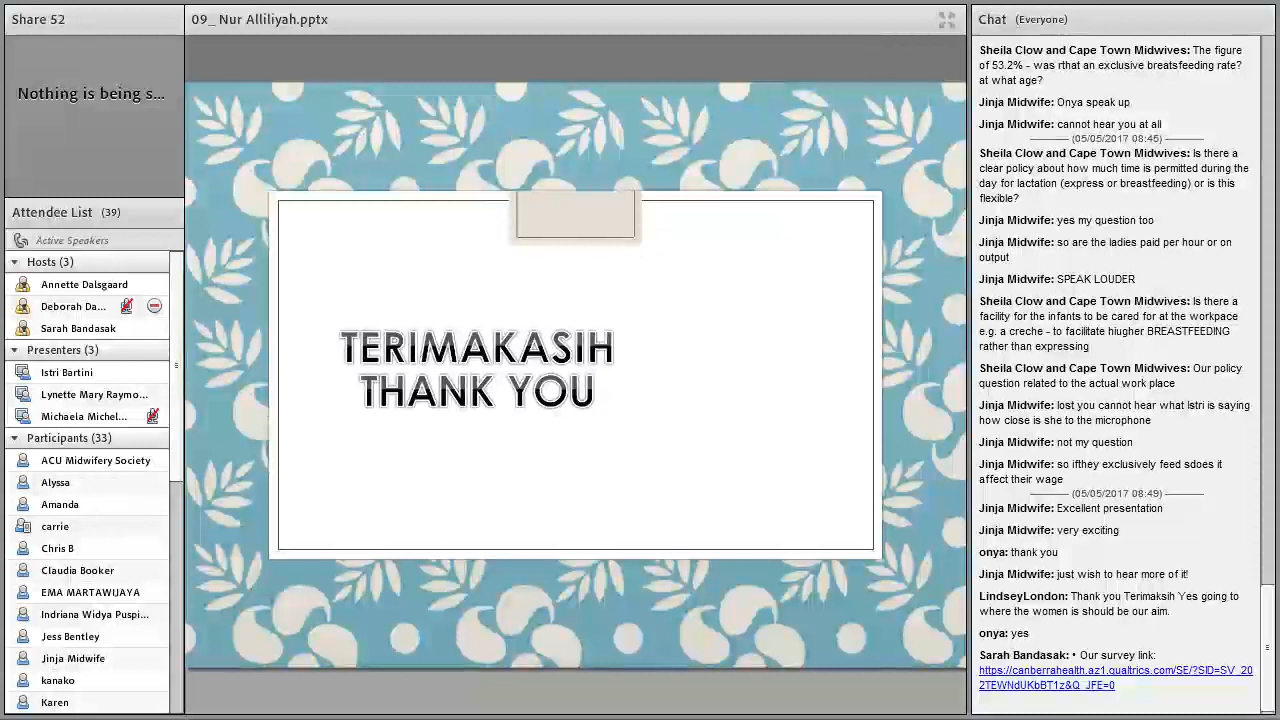 Share 52
Nothing is being s...
Attendee List (39)
Active Speakers
Hosts (3)
Annette Dalsgaard
Deborah Da...
Sarah Bandasak
Presenters (3)
Istri Bartini
Lynette Mary Raymo...
Michaela Michel...
Participants (33)
ACU Midwifery Society
Alyssa
Amanda
carrie
Chris B
Claudia Booker
EMA MARTAWIJAYA
Indriana Widya Puspi...
Jess Bentley
Jinja Midwife
kanako
Karen
09_ Nur Alliliyah.pptx
TERIMAKASIH
THANK YOU
Chat (Everyone)
Sheila Clow and Cape Town Midwives: The figure
of 53.2% - was rthat an exclusive breatsfeeding rate?
at what age?
Jinja Midwife: Onya speak up
Jinja Midwife: cannot hear you at all
(05/05/2017 08:45)
Sheila Clow and Cape Town Midwives: Is there a
clear policy about how much time is permitted during the
day for lactation (express or breastfeeding) or is this
flexible?
Jinja Midwife: yes my question too
Jinja Midwife: so are the ladies paid per hour or on
output
Jinja Midwife: SPEAK LOUDER
Sheila Clow and Cape Town Midwives: Is there a
facility for the infants to be cared for at the workpace
e.g. a creche - to facilitate hiugher BREASTFEEDING
rather than expressing
Sheila Clow and Cape Town Midwives: Our policy
question related to the actual work place
Jinja Midwife: lost you cannot hear what Istri is saying
how close is she to the microphone
Jinja Midwife: not my question
Jinja Midwife: so ifthey exclusively feed sdoes it
affect their wage
(05/05/2017 08:49)
Jinja Midwife: Excellent presentation
Jinja Midwife: very exciting
onya: thank you
Jinja Midwife: just wish to hear more of it!
LindseyLondon: Thank you Terimaksih Yes going to
where the women is should be our aim.
onya: yes
Sarah Bandasak: • Our survey link:
https://canberrahealth.az1.qualtrics.com/SE/?SID=SV_20
2TEWNdUKbBT1z&Q_JFE=0